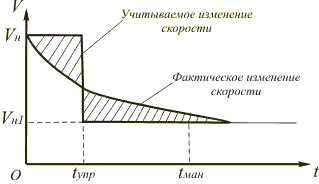 V
Учитываемое изменение
скорости
Vн
Фактическое изменение
скорости
Vн1
O
tупр
tман
t